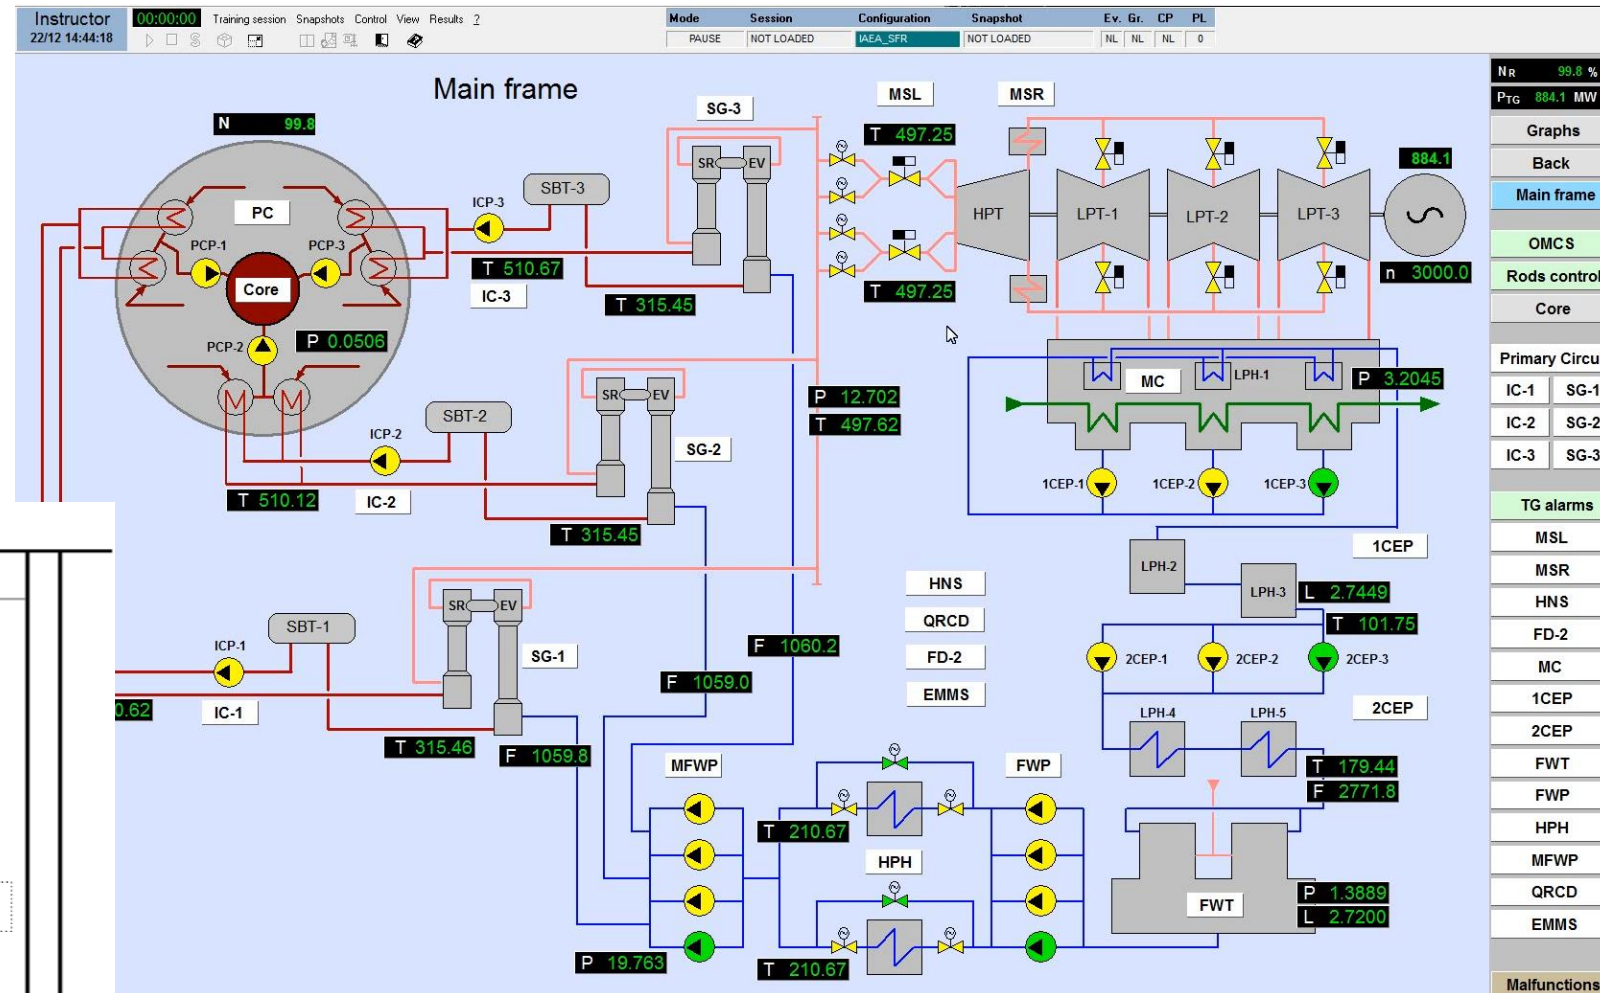 Instructor
22/12 14:44:18
00:00:00 Training session Snapshots Control View Results ?
Mode Session Configuration Snapshot Ev. Gr. CP PL
PAUSE NOT LOADED IAEA_SFR NOT LOADED NL NL NL 0
Main frame
N 99.8
PC
PCP-1
PCP-3
Core
PCP-2
P 0.0506
SBT-3
ICP-3
T 510.67
IC-3
T 315.45
SG-3
SR EV
SBT-2
ICP-2
T 510.12
IC-2
T 315.45
SR EV
SG-2
SBT-1
ICP-1
0.62
IC-1
T 315.46
SR EV
SG-1
F 1059.8
F 1059.0
F 1060.2
MSL
T 497.25
T 497.25
P 12.702
T 497.62
MSR
HPT
LPT-1
LPT-2
LPT-3
884.1
n 3000.0
MC
LPH-1
P 3.2045
1CEP-1
1CEP-2
1CEP-3
1CEP
LPH-2
LPH-3
L 2.7449
T 101.75
HNS
QRCD
FD-2
EMMS
2CEP-1
2CEP-2
2CEP-3
2CEP
LPH-4
LPH-5
T 179.44
F 2771.8
MFWP
T 210.67
HPH
T 210.67
P 19.763
FWP
FWT
P 1.3889
L 2.7200
NR 99.8 %
PTG 884.1 MW
Graphs
Back
Main frame
OMCS
Rods control
Core
Primary Circu
IC-1 SG-1
IC-2 SG-2
IC-3 SG-3
TG alarms
MSL
MSR
HNS
FD-2
MC
1CEP
2CEP
FWT
FWP
HPH
MFWP
QRCD
EMMS
Malfunctions